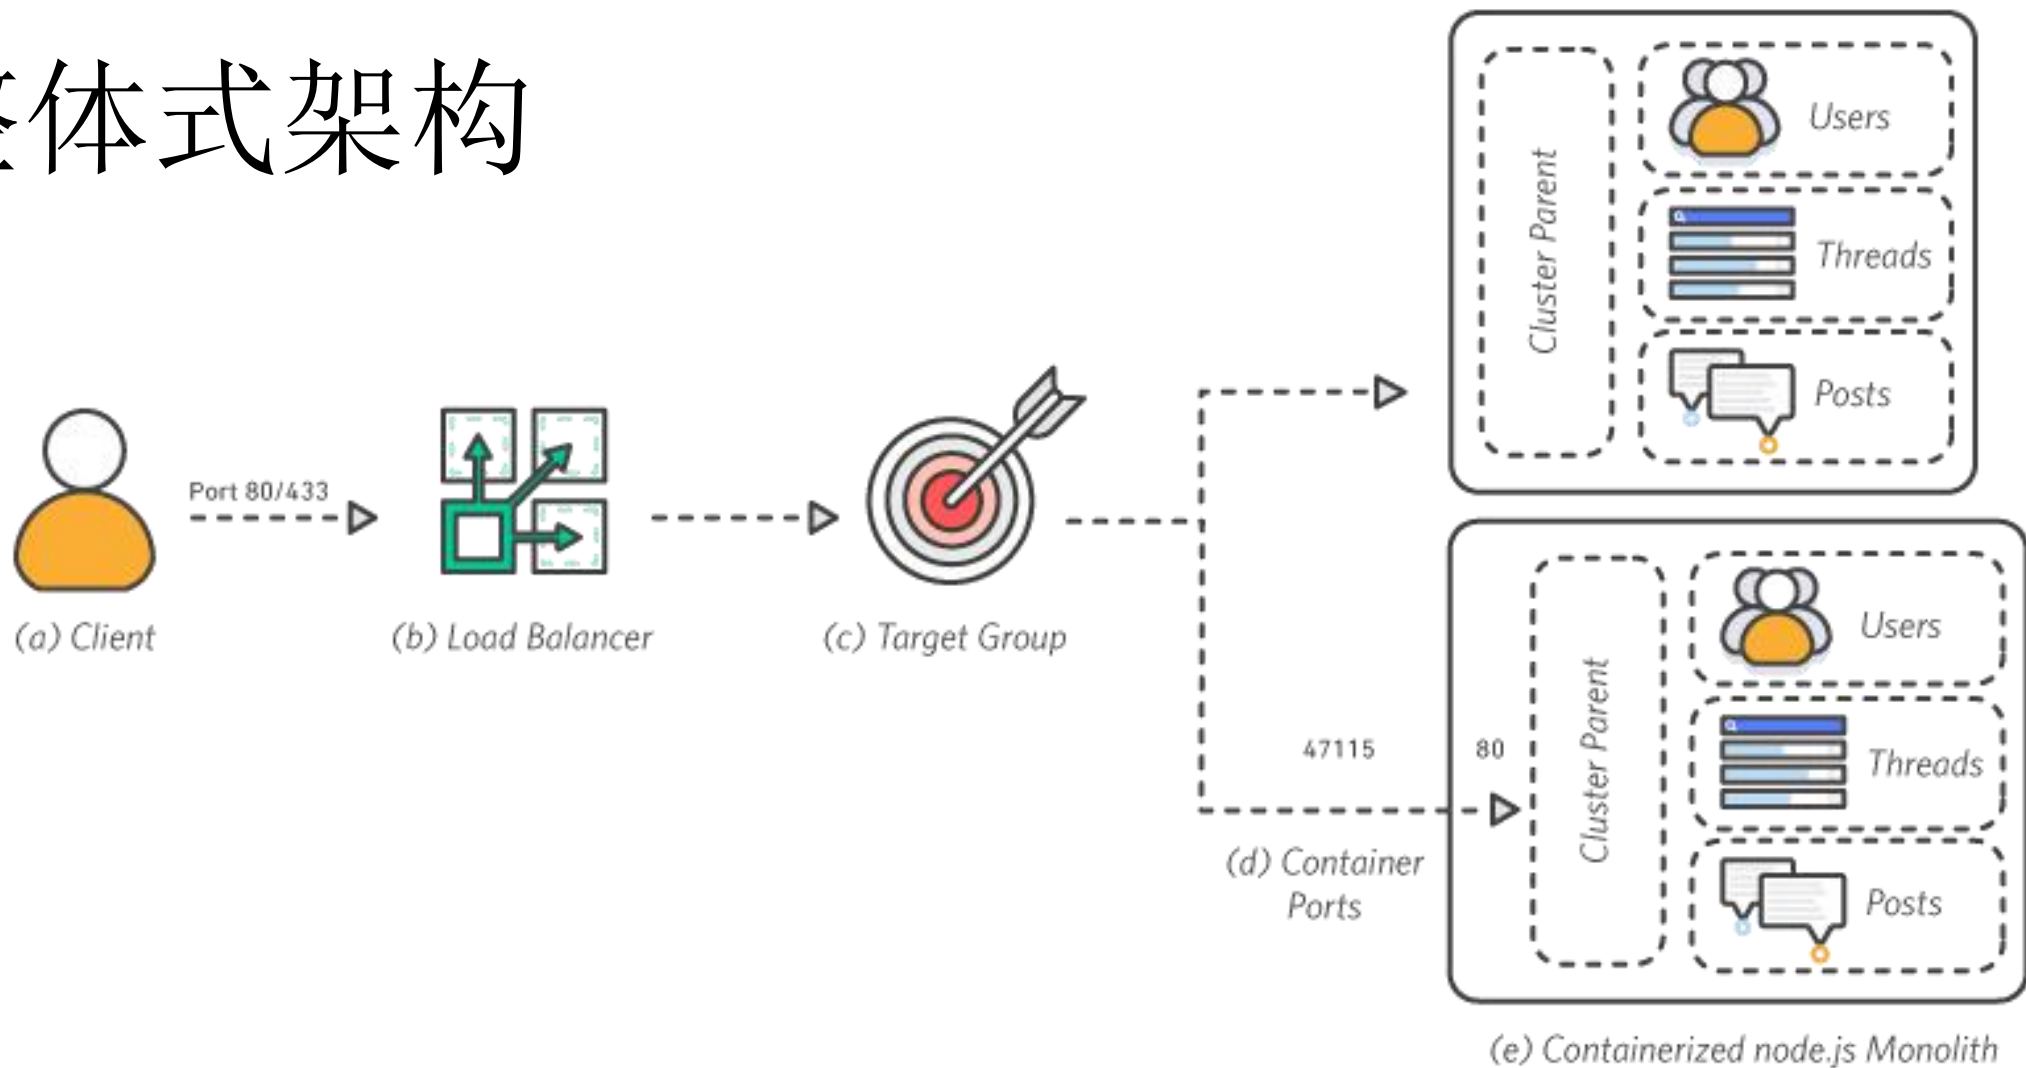 整体式架构
Cluster Parent
Users
Threads
Posts
Port 80/433
(a) Client
(b) Load Balancer
(c) Target Group
47115
80
(d) Container
Ports
Cluster Parent
Users
Threads
Posts
(e) Containerized node.js Monolith